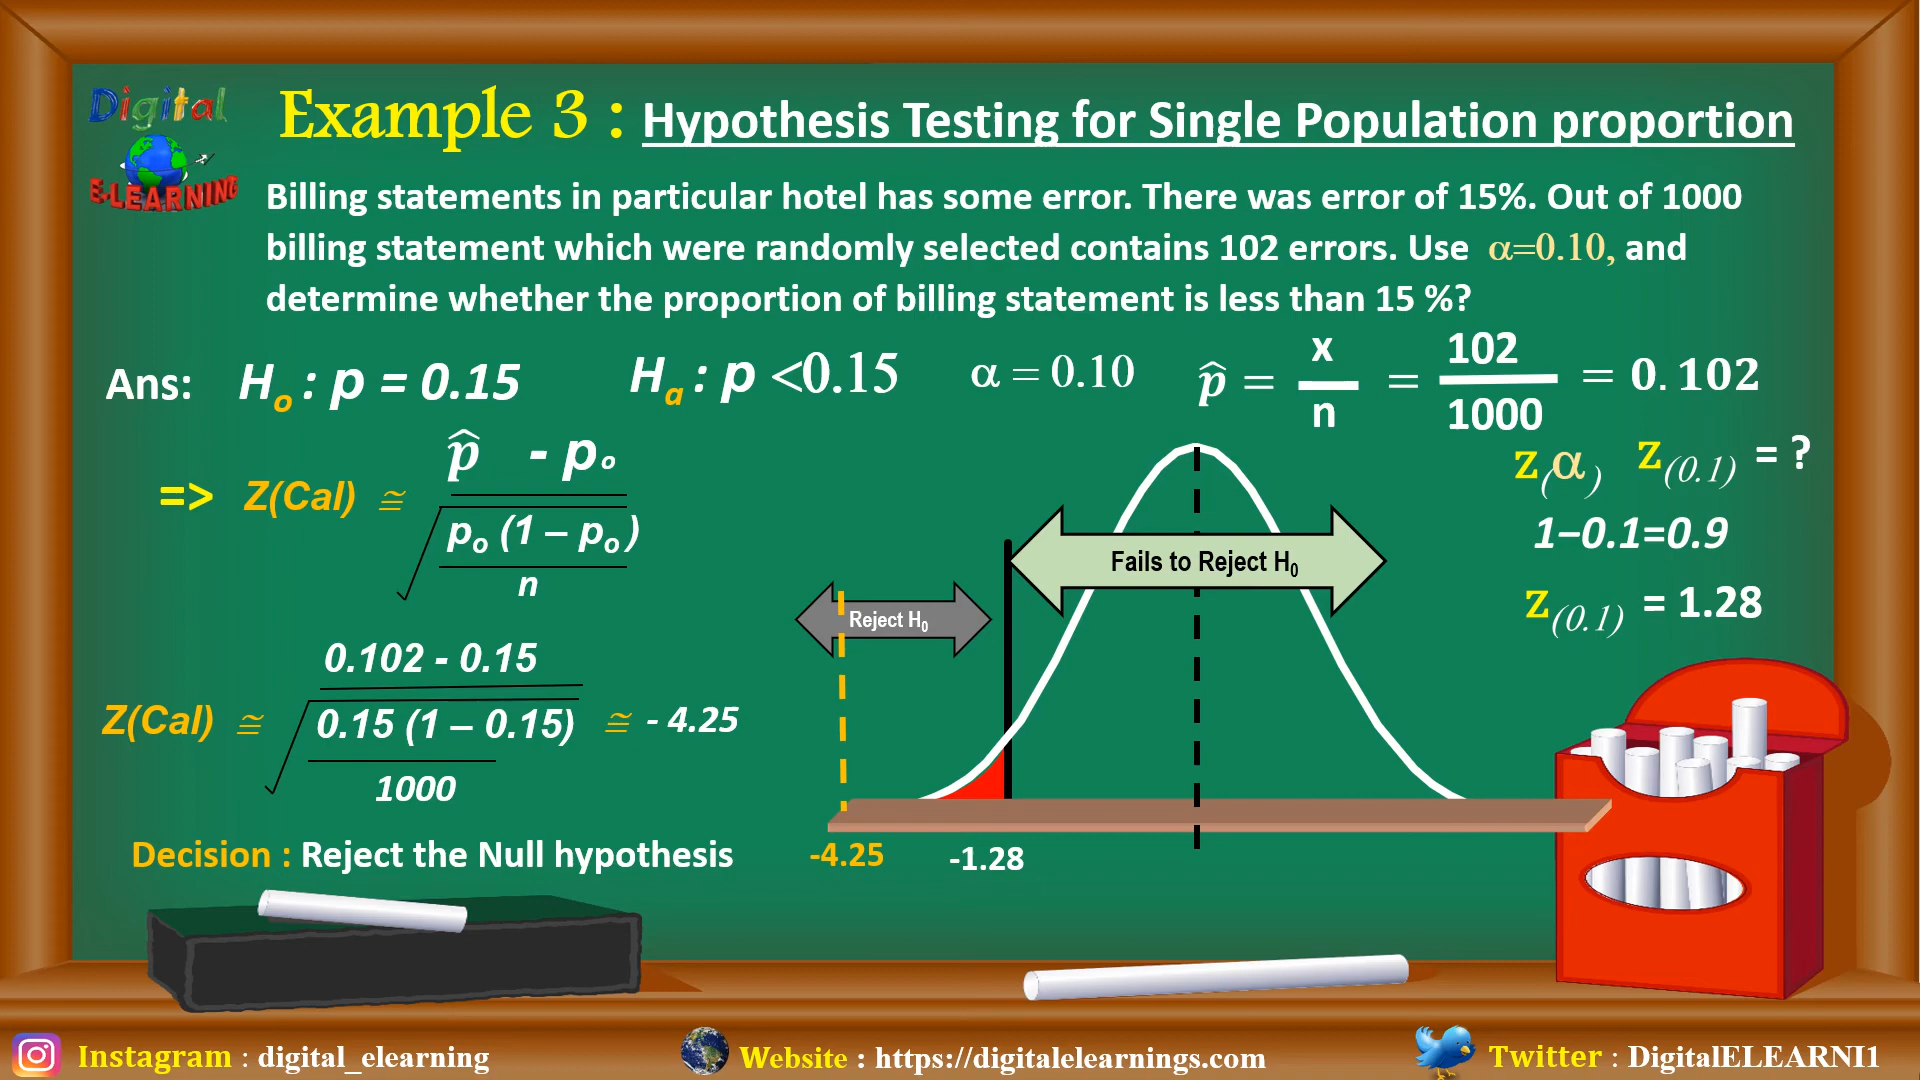 Digital
E-LEARNING
Example 3 : Hypothesis Testing for Single Population proportion
Billing statements in particular hotel has some error. There was error of 15%. Out of 1000
billing statement which were randomly selected contains 102 errors. Use α=0.10, and
determine whether the proportion of billing statement is less than 15 %?
Ans: Ho : p = 0.15 Ha : p <0.15 α = 0.10 p̂ = x/n = 102/1000 = 0.102
=> Z(Cal) ≅ p̂ - po / √(po (1 – po) / n)
Z(α) Z(0.1) = ?
1–0.1=0.9
Z(0.1) = 1.28
Fails to Reject H0
Reject H0
Z(Cal) ≅ 0.102 - 0.15 / √(0.15 (1 – 0.15) / 1000) ≅ - 4.25
Decision : Reject the Null hypothesis
-4.25 -1.28
Instagram : digital_elearning
Website : https://digitalelearnings.com
Twitter : DigitalELEARNI1